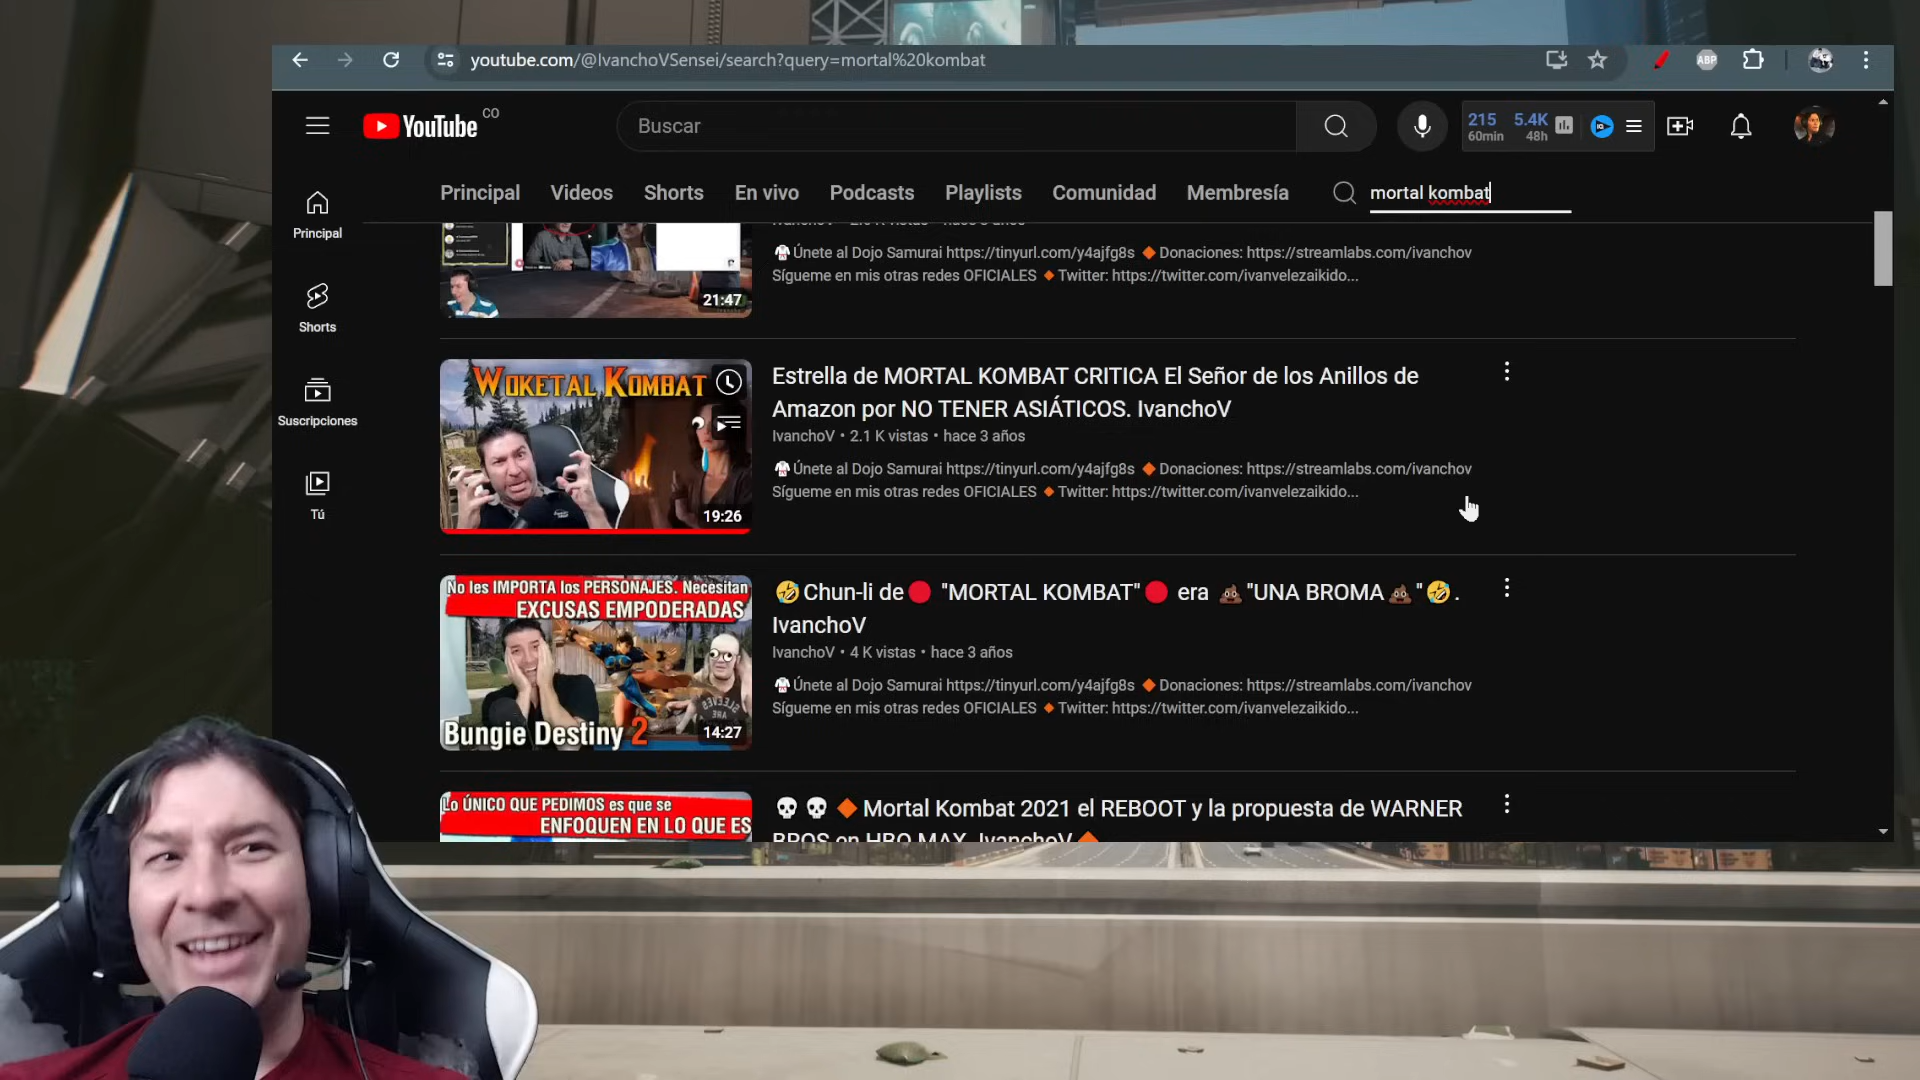 youtube.com/@IvanchoVSensei/search?query=mortal%20kombat
ABP
YouTube CO
Buscar
215 5.4K
60min 48h
Principal Videos Shorts En vivo Podcasts Playlists Comunidad Membresía mortal kombat
Principal
Shorts
Suscripciones
Tú
🥋Únete al Dojo Samurai https://tinyurl.com/y4ajfg8s 🔶Donaciones: https://streamlabs.com/ivanchov
Sígueme en mis otras redes OFICIALES 🔸Twitter: https://twitter.com/ivanvelezaikido...
21:47
WOKETAL KOMBAT
19:26
Estrella de MORTAL KOMBAT CRITICA El Señor de los Anillos de
Amazon por NO TENER ASIÁTICOS. IvanchoV
IvanchoV • 2.1 K vistas • hace 3 años
🥋Únete al Dojo Samurai https://tinyurl.com/y4ajfg8s 🔶Donaciones: https://streamlabs.com/ivanchov
Sígueme en mis otras redes OFICIALES 🔸Twitter: https://twitter.com/ivanvelezaikido...
No les IMPORTA los PERSONAJES. Necesitan
EXCUSAS EMPODERADAS
Bungie Destiny 2
14:27
🤣Chun-li de🔴 "MORTAL KOMBAT"🔴 era 💩"UNA BROMA💩"🤣.
IvanchoV
IvanchoV • 4 K vistas • hace 3 años
🥋Únete al Dojo Samurai https://tinyurl.com/y4ajfg8s 🔶Donaciones: https://streamlabs.com/ivanchov
Sígueme en mis otras redes OFICIALES 🔸Twitter: https://twitter.com/ivanvelezaikido...
Lo ÚNICO QUE PEDIMOS es que se
ENFOQUEN EN LO QUE ES
💀💀🔶Mortal Kombat 2021 el REBOOT y la propuesta de WARNER
BROS en HBO MAX. IvanchoV🔶